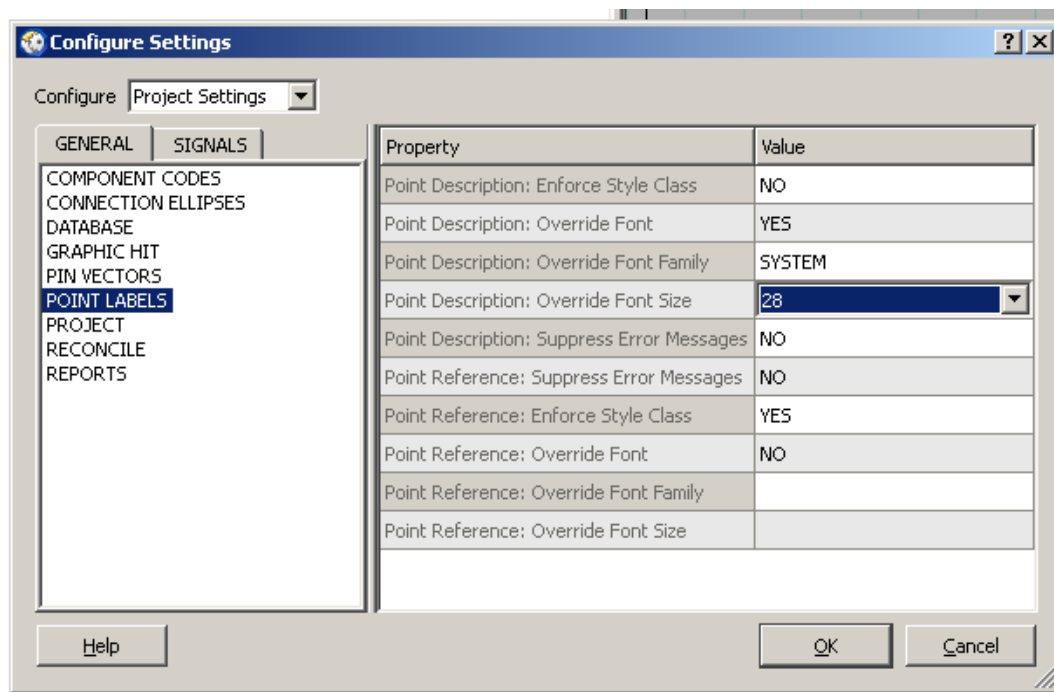 Configure Settings
Configure Project Settings
GENERAL SIGNALS
COMPONENT CODES
CONNECTION ELLIPSES
DATABASE
GRAPHIC HIT
PIN VECTORS
POINT LABELS
PROJECT
RECONCILE
REPORTS
Property Value
Point Description: Enforce Style Class NO
Point Description: Override Font YES
Point Description: Override Font Family SYSTEM
Point Description: Override Font Size 28
Point Description: Suppress Error Messages NO
Point Reference: Suppress Error Messages NO
Point Reference: Enforce Style Class YES
Point Reference: Override Font NO
Point Reference: Override Font Family
Point Reference: Override Font Size
Help OK Cancel